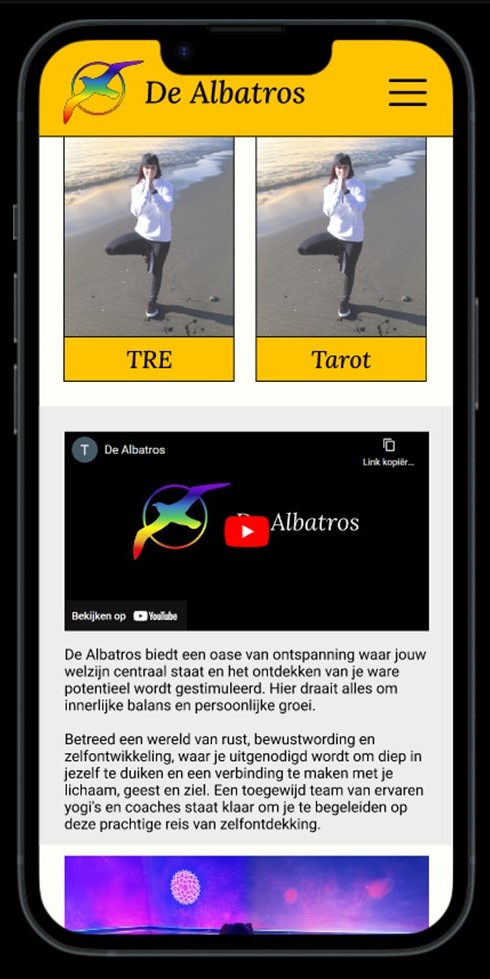 De Albatros
TRE
Tarot
T
De Albatros
Link kopiër...
Albatros
Bekijken op YouTube
De Albatros biedt een oase van ontspanning waar jouw
welzijn centraal staat en het ontdekken van je ware
potentieel wordt gestimuleerd. Hier draait alles om
innerlijke balans en persoonlijke groei.
Betreed een wereld van rust, bewustwording en
zelfontwikkeling, waar je uitgenodigd wordt om diep in
jezelf te duiken en een verbinding te maken met je
lichaam, geest en ziel. Een toegewijd team van ervaren
yogi's en coaches staat klaar om je te begeleiden op
deze prachtige reis van zelfontdekking.